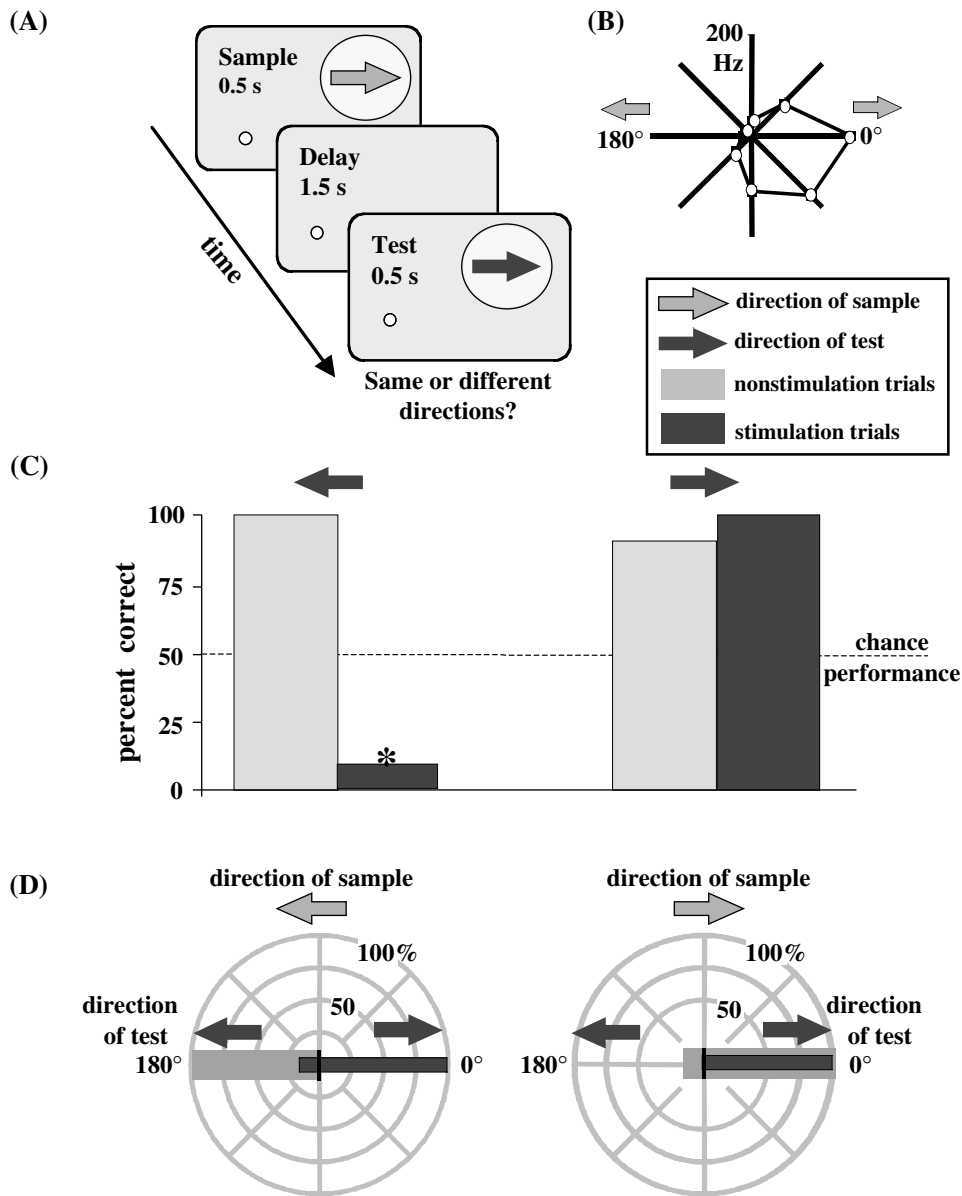 (A)
Sample
0.5 s
Delay
1.5 s
Test
0.5 s
time
Same or different
directions?
(B)
200
Hz
180°
0°
direction of sample
direction of test
nonstimulation trials
stimulation trials
(C)
percent correct
100
75
50
25
0
*
chance
performance
(D)
direction of sample
100%
50
direction
of test
180°
0°
direction of sample
100%
50
direction
of test
180°
0°